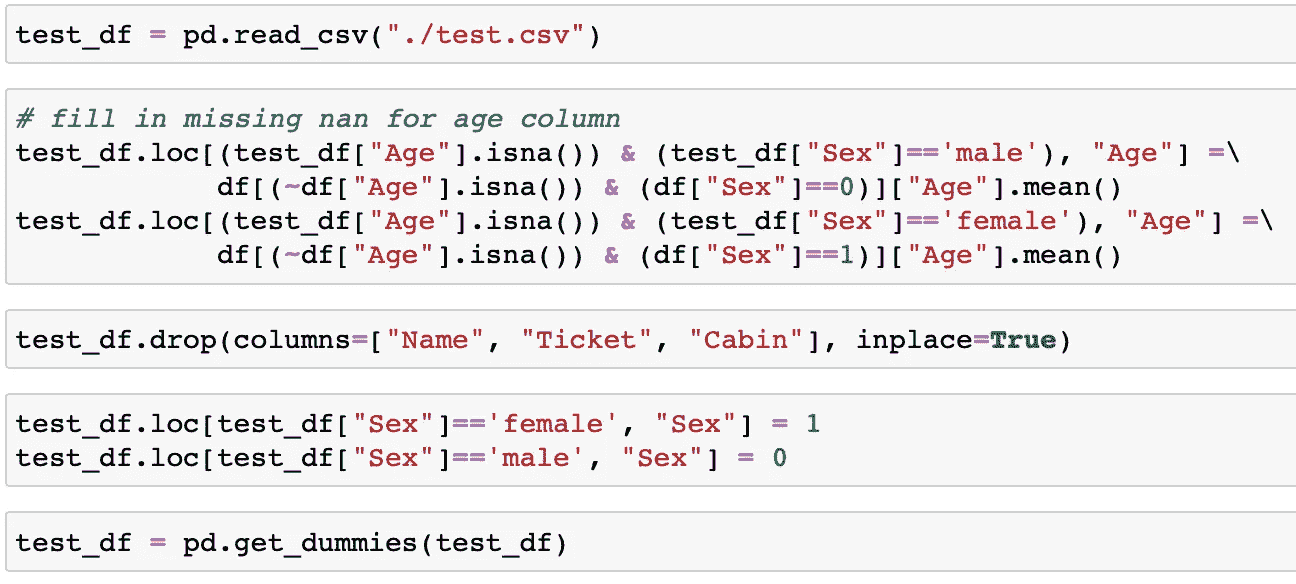 test_df = pd.read_csv("./test.csv")
# fill in missing nan for age column
test_df.loc[(test_df["Age"].isna()) & (test_df["Sex"]=='male'), "Age"] =\
            df[(~df["Age"].isna()) & (df["Sex"]==0)]["Age"].mean()
test_df.loc[(test_df["Age"].isna()) & (test_df["Sex"]=='female'), "Age"] =\
            df[(~df["Age"].isna()) & (df["Sex"]==1)]["Age"].mean()
test_df.drop(columns=["Name", "Ticket", "Cabin"], inplace=True)
test_df.loc[test_df["Sex"]=='female', "Sex"] = 1
test_df.loc[test_df["Sex"]=='male', "Sex"] = 0
test_df = pd.get_dummies(test_df)